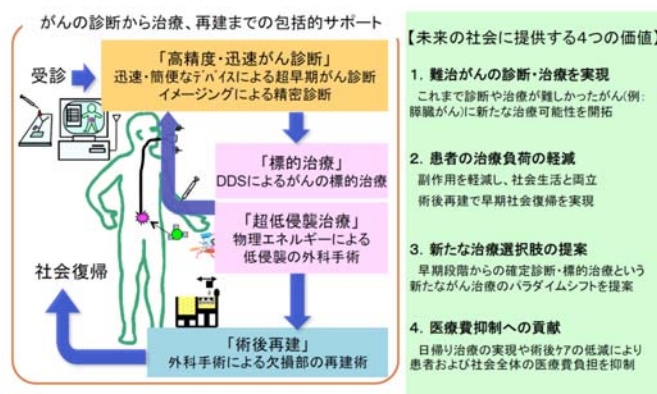 がんの診断から治療、再建までの包括的サポート
受診
「高精度・迅速がん診断」
迅速・簡便なデバイスによる超早期がん診断
イメージングによる精密診断
「標的治療」
DDSによるがんの標的治療
「超低侵襲治療」
物理エネルギーによる
低侵襲の外科手術
社会復帰
「術後再建」
外科手術による欠損部の再建術
【未来の社会に提供する4つの価値】
1. 難治がんの診断・治療を実現
これまで診断や治療が難しかったがん(例:
膵臓がん)に新たな治療可能性を開拓
2. 患者の治療負荷の軽減
副作用を軽減し、社会生活と両立
術後再建で早期社会復帰を実現
3. 新たな治療選択肢の提案
早期段階からの確定診断・標的治療という
新たながん治療のパラダイムシフトを提案
4. 医療費抑制への貢献
日帰り治療の実現や術後ケアの低減により
患者および社会全体の医療費負担を抑制